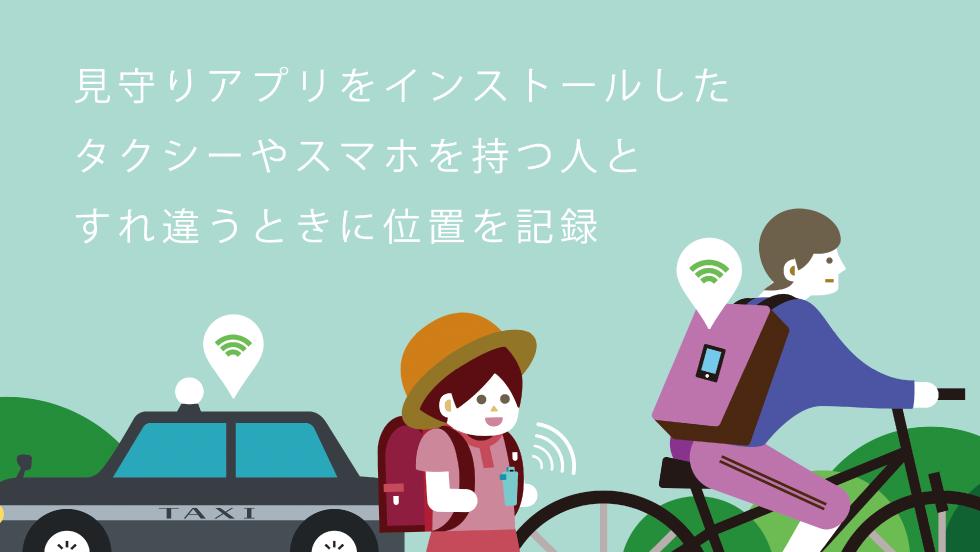 見守りアプリをインストールした
タクシーやスマホを持つ人と
すれ違うときに位置を記録
TAXI